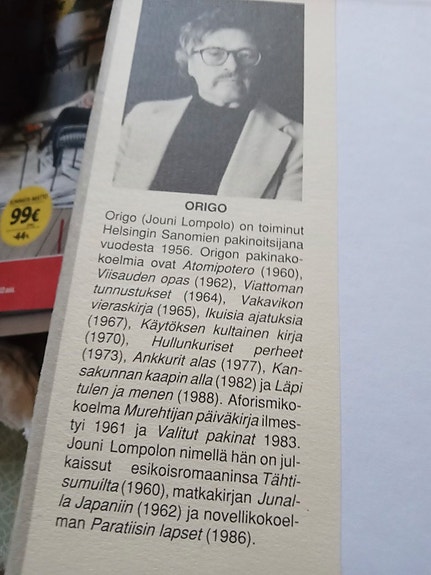 99€
ORIGO
Origo (Jouni Lompolo) on toiminut
Helsingin Sanomien pakinoitsijana
vuodesta 1956. Origon pakinako-
koelmia ovat Atomipotero (1960),
Viisauden opas (1962), Viattoman
tunnustukset (1964), Vakavikon
vieraskirja (1965), Ikuisia ajatuksia
(1967), Käytöksen kultainen kirja
(1970), Hullunkuriset perheet
(1973), Ankkurit alas (1977), Kan-
sakunnan kaapin alla (1982) ja Läpi
tulen ja menen (1988). Aforismiko-
koelma Murehtijan päiväkirja ilmes-
tyi 1961 ja Valitut pakinat 1983.
Jouni Lompolon nimellä hän on jul-
kaissut esikoisromaaninsa Tähti-
sumuilta (1960), matkakirjan Junal-
la Japaniin (1962) ja novellikokoel-
man Paratiisin lapset (1986).